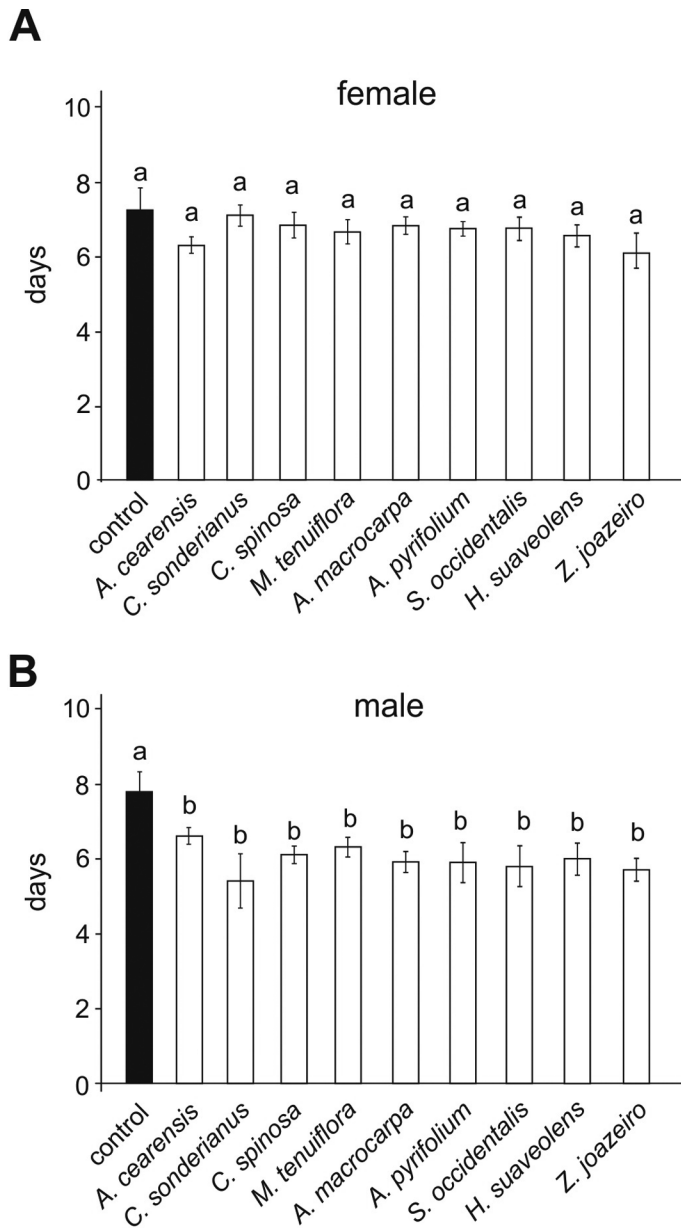 A
female
10
8
6
4
2
0
days
a a a a a a a a a a
control
A. cearensis
C. sonderianus
C. spinosa
M. tenuiflora
A. macrocarpa
A. pyrifolium
S. occidentalis
H. suaveolens
Z. joazeiro
B
male
10
8
6
4
2
0
days
a b b b b b b b b b
control
A. cearensis
C. sonderianus
C. spinosa
M. tenuiflora
A. macrocarpa
A. pyrifolium
S. occidentalis
H. suaveolens
Z. joazeiro